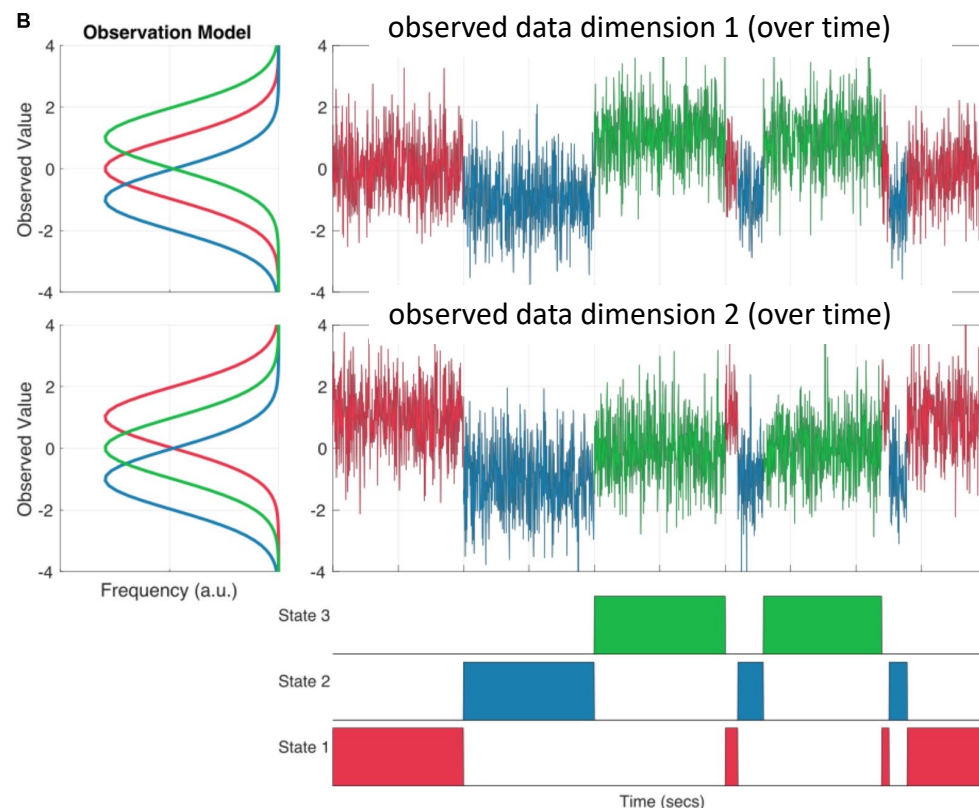 B
Observation Model
observed data dimension 1 (over time)
4
2
0
-2
-4
Observed Value
4
2
0
-2
-4
observed data dimension 2 (over time)
4
2
0
-2
-4
Observed Value
4
2
0
-2
-4
Frequency (a.u.)
State 3
State 2
State 1
Time (secs)